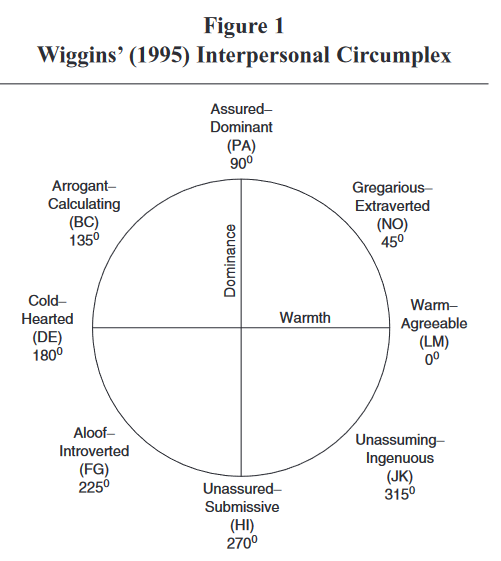 Figure 1
Wiggins’ (1995) Interpersonal Circumplex
Assured–
Dominant
(PA)
90⁰
Arrogant–
Calculating
(BC)
135⁰
Gregarious–
Extraverted
(NO)
45⁰
Dominance
Warmth
Cold–
Hearted
(DE)
180⁰
Warm–
Agreeable
(LM)
0⁰
Aloof–
Introverted
(FG)
225⁰
Unassuming–
Ingenuous
(JK)
315⁰
Unassured–
Submissive
(HI)
270⁰